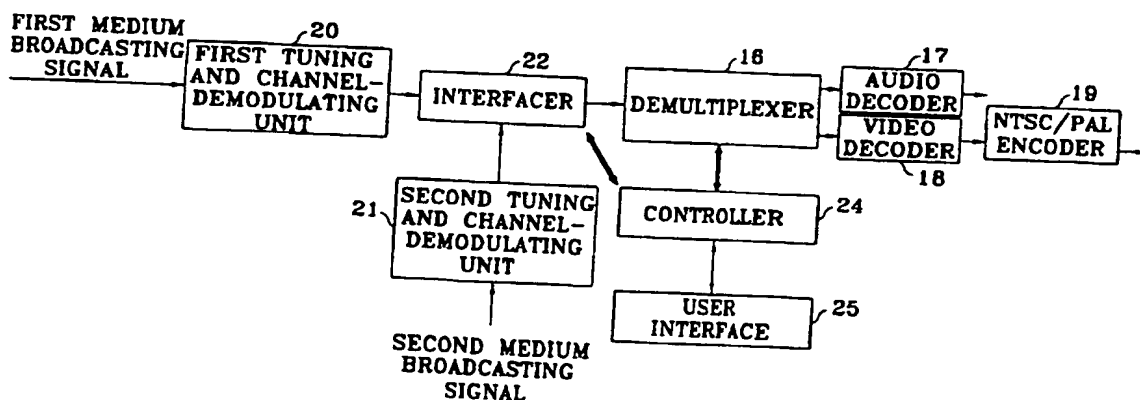 FIRST MEDIUM
BROADCASTING
SIGNAL
20
FIRST TUNING
AND CHANNEL-
DEMODULATING
UNIT
22
INTERFACER
16
DEMULTIPLEXER
17
AUDIO
DECODER
VIDEO
DECODER
18
19
NTSC/PAL
ENCODER
21
SECOND TUNING
AND CHANNEL-
DEMODULATING
UNIT
CONTROLLER
24
USER
INTERFACE
25
SECOND MEDIUM
BROADCASTING
SIGNAL